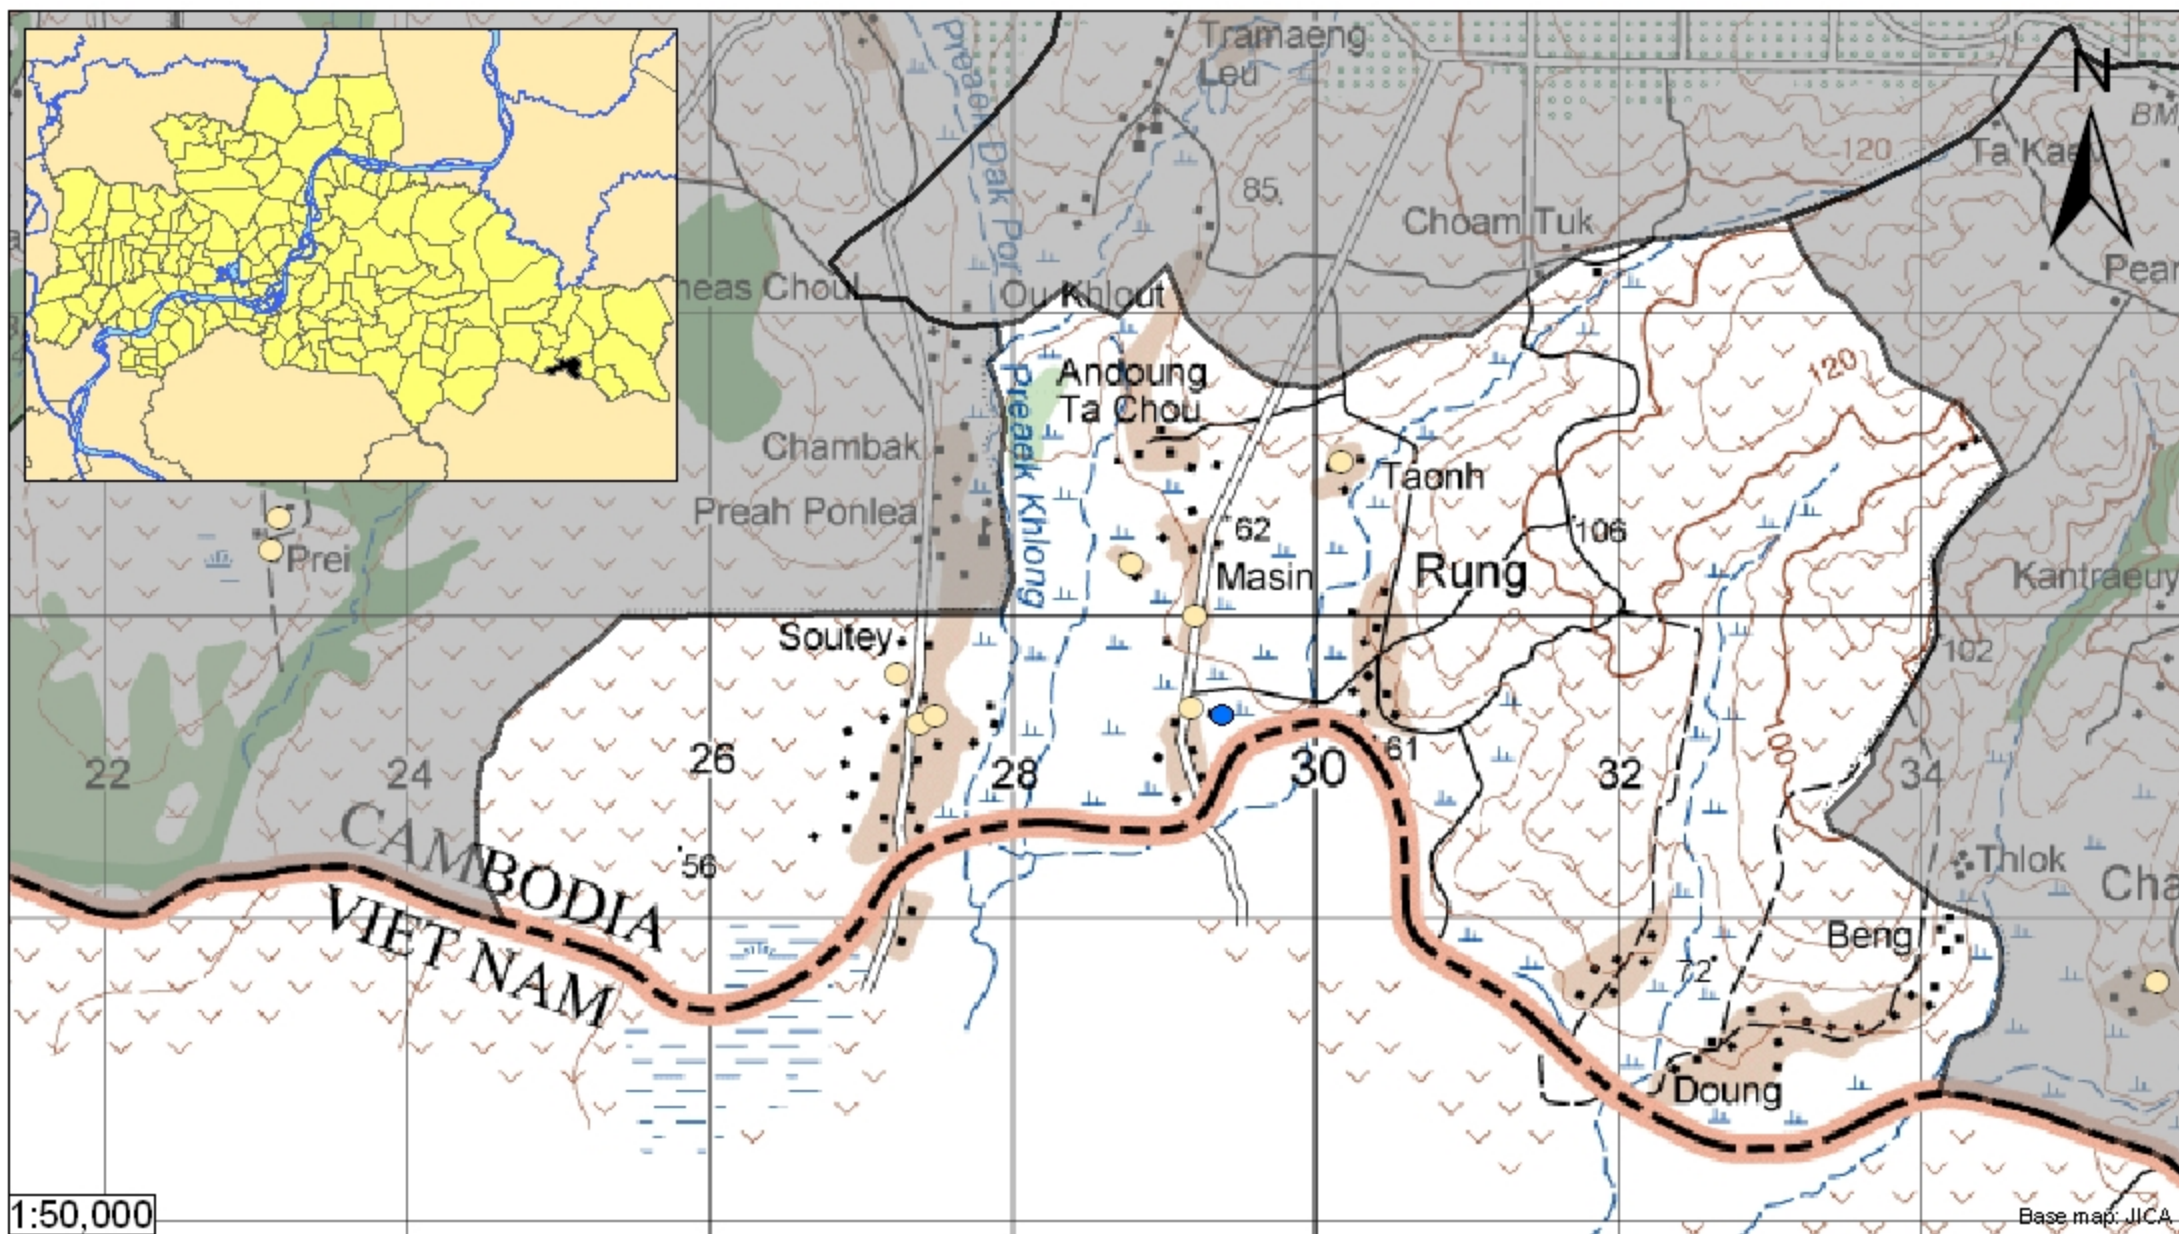 Tramaeng
Leu
N
BM
120
Ta Kaev
Preaek Dak Por
85
Choam Tuk
Pear
neas Choul
Ou Khlout
Andoung
Ta Chou
120
Chambak
Preaek Khlong
Taonh
Preah Ponlea
62
106
Prei
Masin
Rung
Kantraeuy
Soutey
102
22
24
26
28
30
61
32
100
34
CAMBODIA
56
Thlok
Cha
VIET NAM
Beng
72
Doung
1:50,000
Base map: JICA